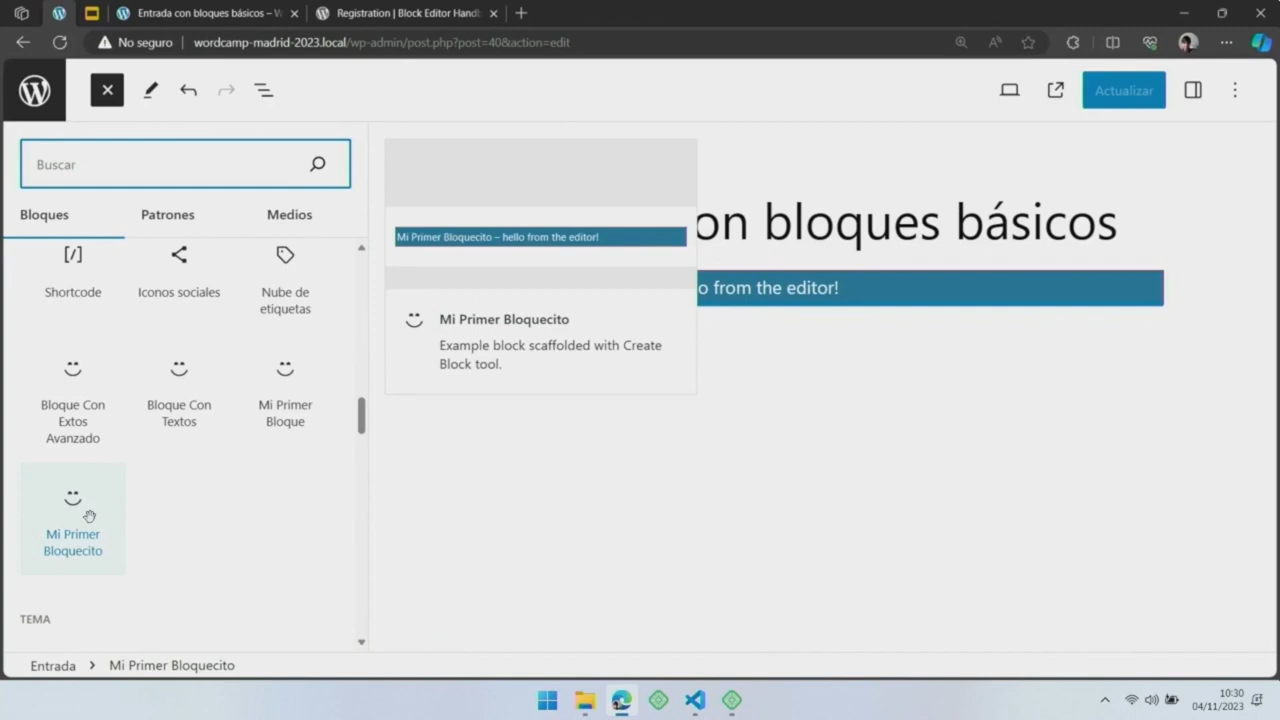 Entrada con bloques básicos – W
Registration | Block Editor Handb
No seguro
wordcamp-madrid-2023.local/wp-admin/post.php?post=40&action=edit
Actualizar
Buscar
Bloques
Patrones
Medios
[/]
Shortcode
Iconos sociales
Nube de
etiquetas
Bloque Con
Extos
Avanzado
Bloque Con
Textos
Mi Primer
Bloque
Mi Primer
Bloquecito
TEMA
Mi Primer Bloquecito – hello from the editor!
Mi Primer Bloquecito
Example block scaffolded with Create
Block tool.
on bloques básicos
o from the editor!
Entrada
Mi Primer Bloquecito
10:30
04/11/2023